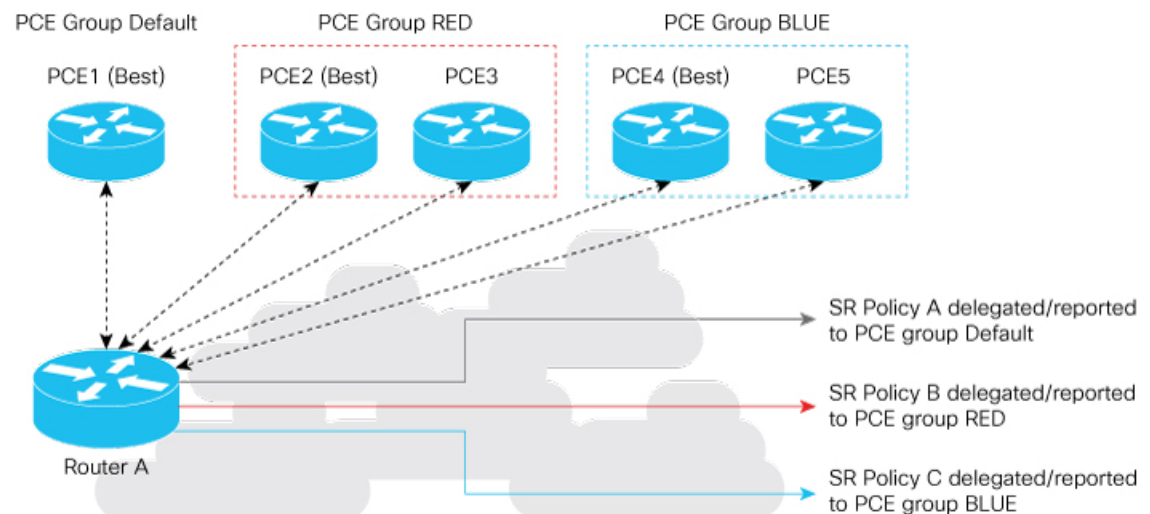 PCE Group Default
PCE Group RED
PCE Group BLUE
PCE1 (Best)
PCE2 (Best)
PCE3
PCE4 (Best)
PCE5
SR Policy A delegated/reported
to PCE group Default
SR Policy B delegated/reported
to PCE group RED
Router A
SR Policy C delegated/reported
to PCE group BLUE